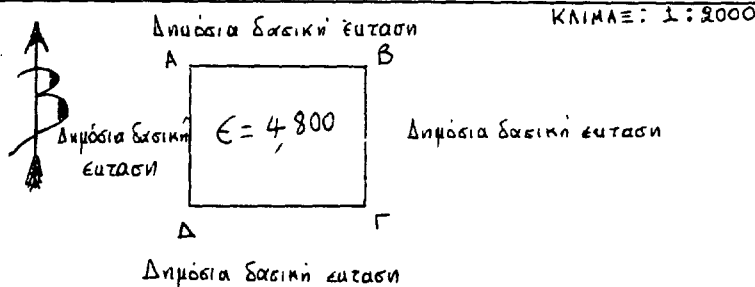 ΚΛΙΜΑΞ: 1:2000
Δημόσια δασική έκταση
Α Β
Β
Δημόσια δασική
έκταση
Ε = 4,800
Δημόσια δασική έκταση
Δ Γ
Δημόσια δασική έκταση